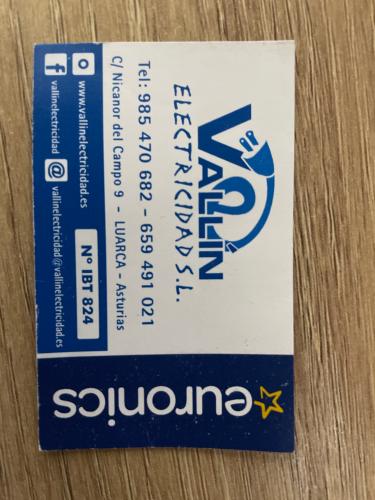 VALLÍN
ELECTRICIDAD S.L.
Tel: 985 470 682 - 659 491 021
C/ Nicanor del Campo 9 - LUARCA - Asturias
www.vallinelectricidad.es
Nº IBT 824
vallinelectricidad @ vallinelectricidad@vallinelectricidad.es
euronics